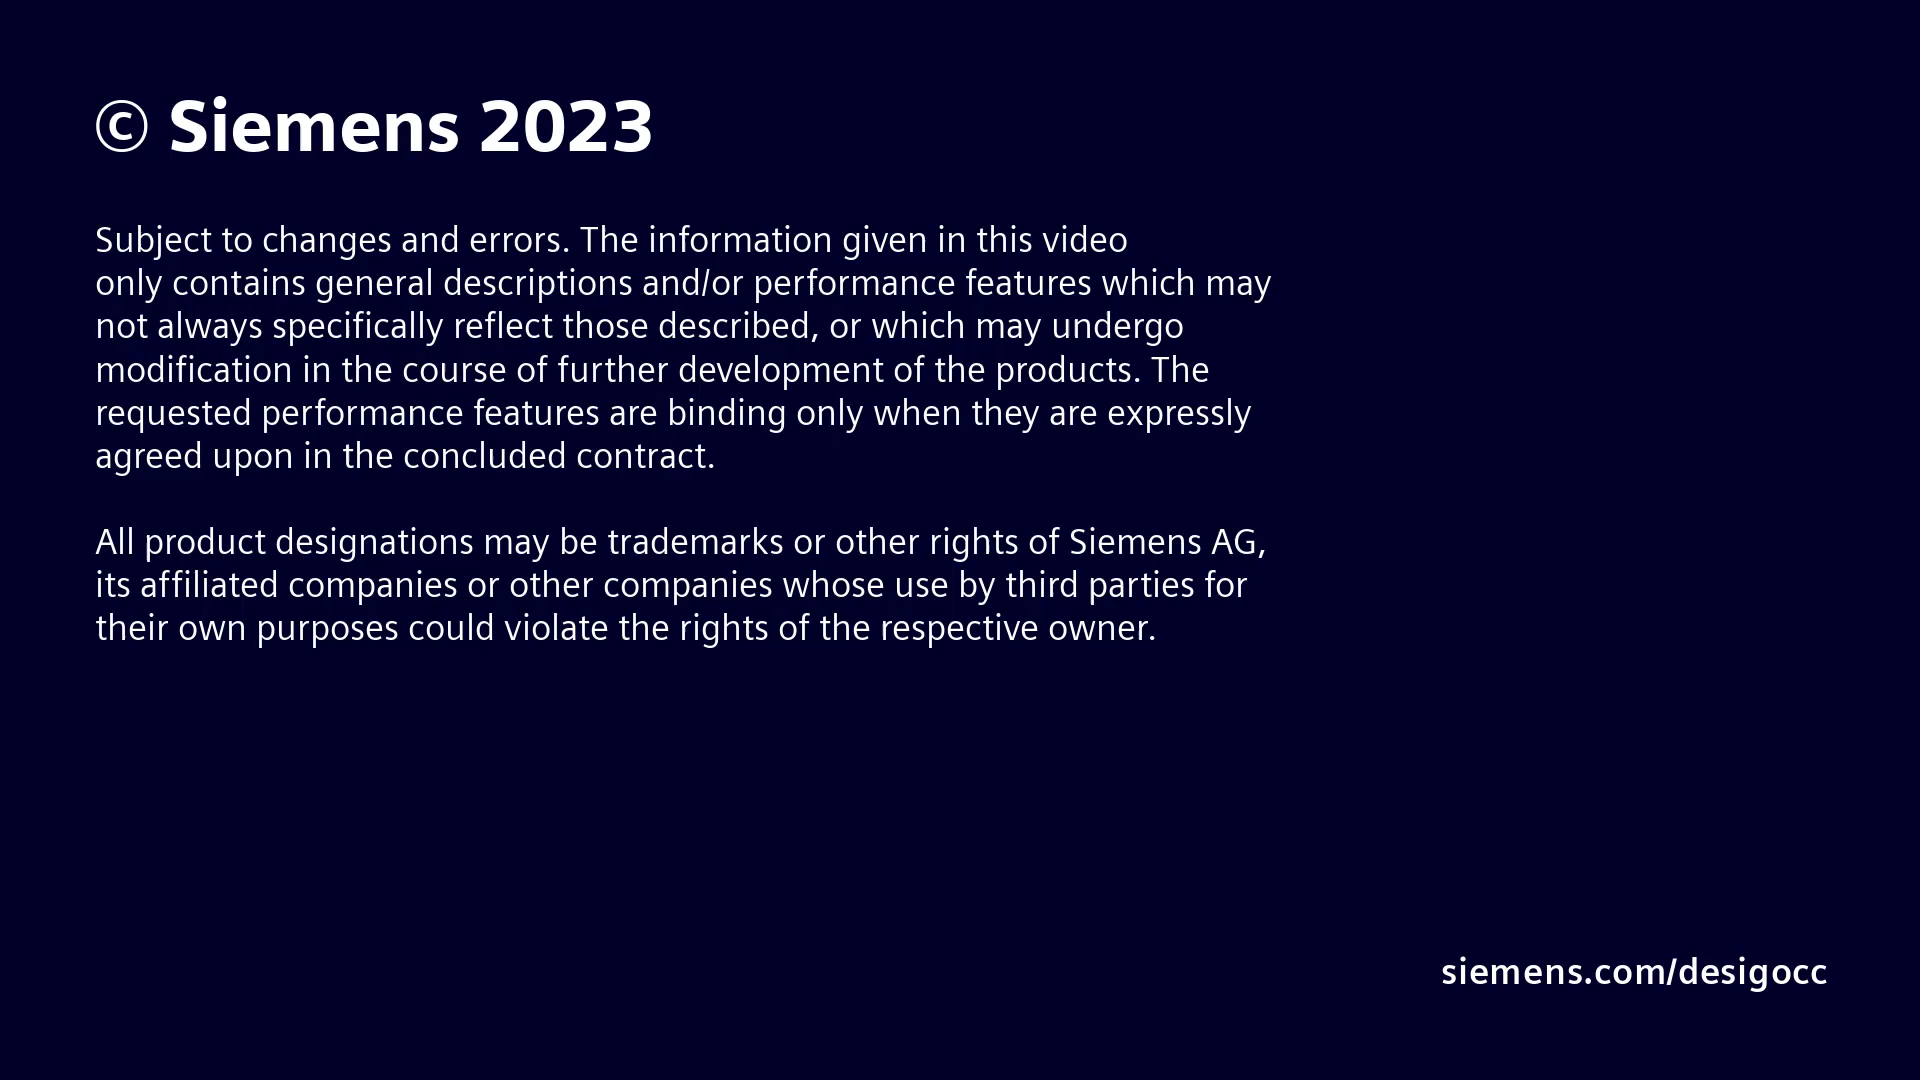 © Siemens 2023
Subject to changes and errors. The information given in this video
only contains general descriptions and/or performance features which may
not always specifically reflect those described, or which may undergo
modification in the course of further development of the products. The
requested performance features are binding only when they are expressly
agreed upon in the concluded contract.
All product designations may be trademarks or other rights of Siemens AG,
its affiliated companies or other companies whose use by third parties for
their own purposes could violate the rights of the respective owner.
siemens.com/desigocc